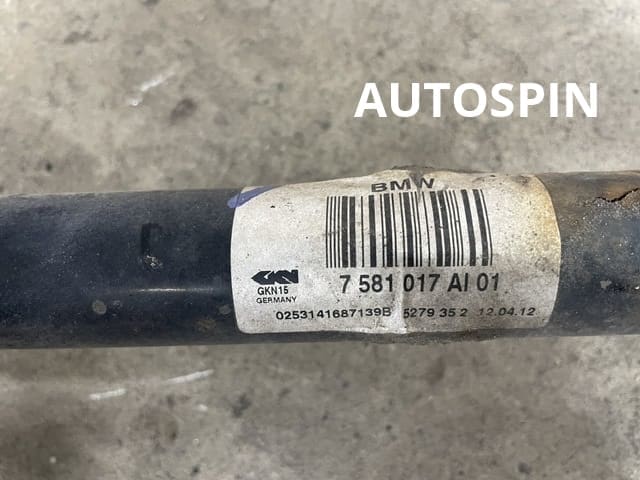 AUTOSPIN
BMW
7 581 017 AI 01
GKN
GKN15
GERMANY
0253141687139B 5279 35 2 12.04.12